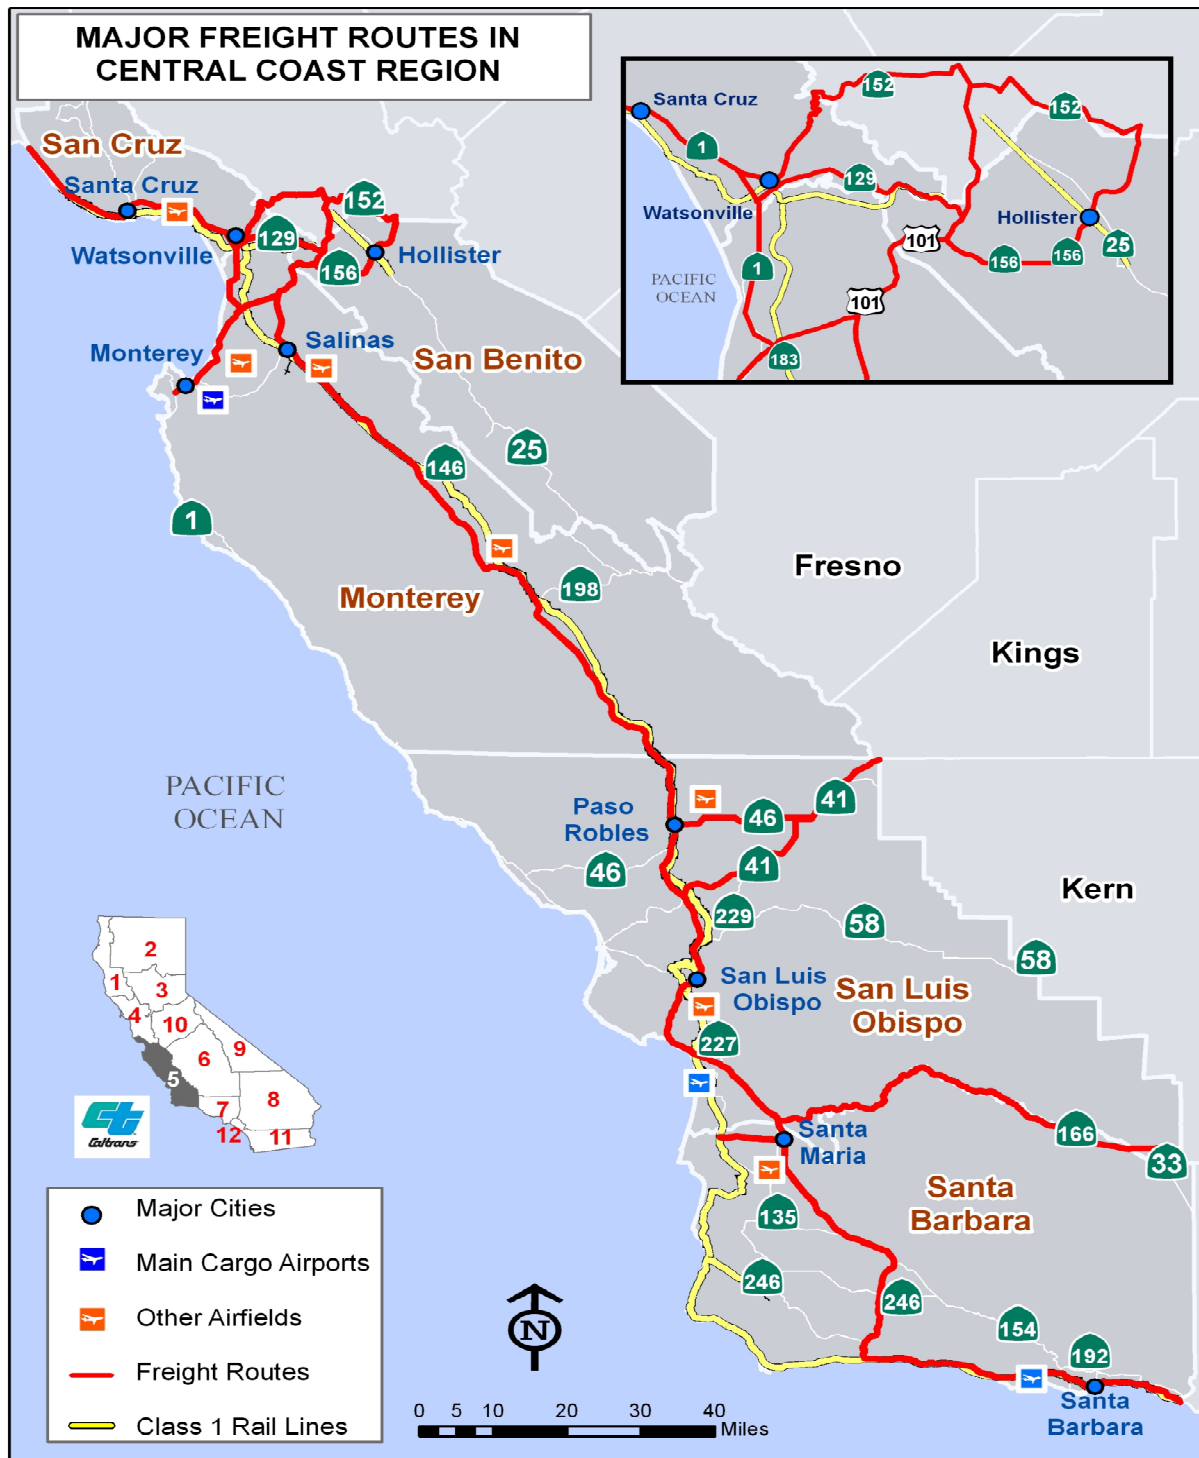 MAJOR FREIGHT ROUTES IN
CENTRAL COAST REGION
San Cruz
Santa Cruz
152
129
Watsonville
156
Hollister
Monterey
Salinas
San Benito
25
146
1
198
Monterey
Fresno
Kings
Santa Cruz
152
152
1
129
Watsonville
Hollister
101
25
156
156
1
PACIFIC
OCEAN
101
183
PACIFIC
OCEAN
Paso
Robles
46
41
46
41
Kern
229
58
58
San Luis
Obispo
San Luis
Obispo
227
Santa
Maria
166
33
Santa
Barbara
135
246
246
154
192
Santa
Barbara
2
1
3
4
10
9
6
5
8
7
12
11
Caltrans
Major Cities
Main Cargo Airports
Other Airfields
Freight Routes
Class 1 Rail Lines
N
0 5 10 20 30 40
Miles